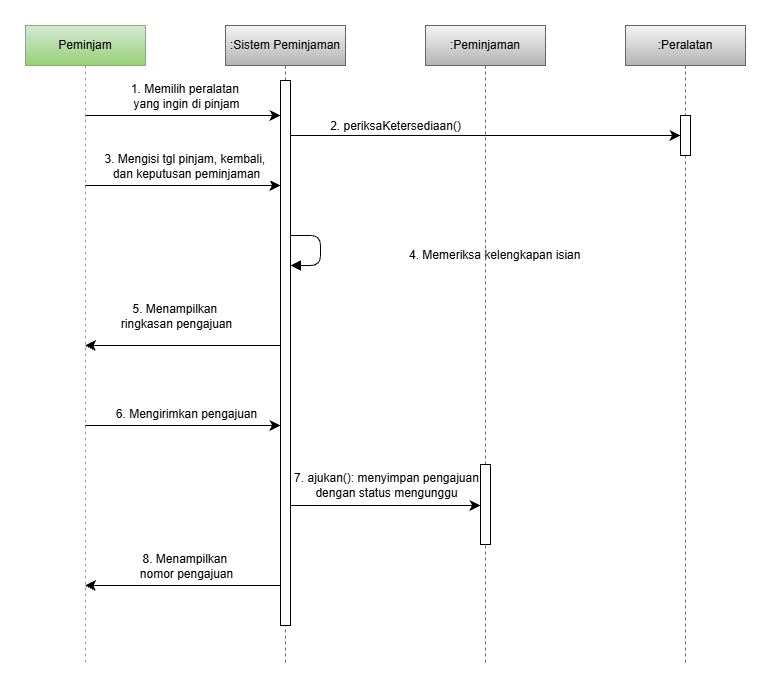 Peminjam
:Sistem Peminjaman
:Peminjaman
:Peralatan
1. Memilih peralatan
yang ingin di pinjam
2. periksaKetersediaan()
3. Mengisi tgl pinjam, kembali,
dan keputusan peminjaman
4. Memeriksa kelengkapan isian
5. Menampilkan
ringkasan pengajuan
6. Mengirimkan pengajuan
7. ajukan(): menyimpan pengajuan
dengan status mengunggu
8. Menampilkan
nomor pengajuan